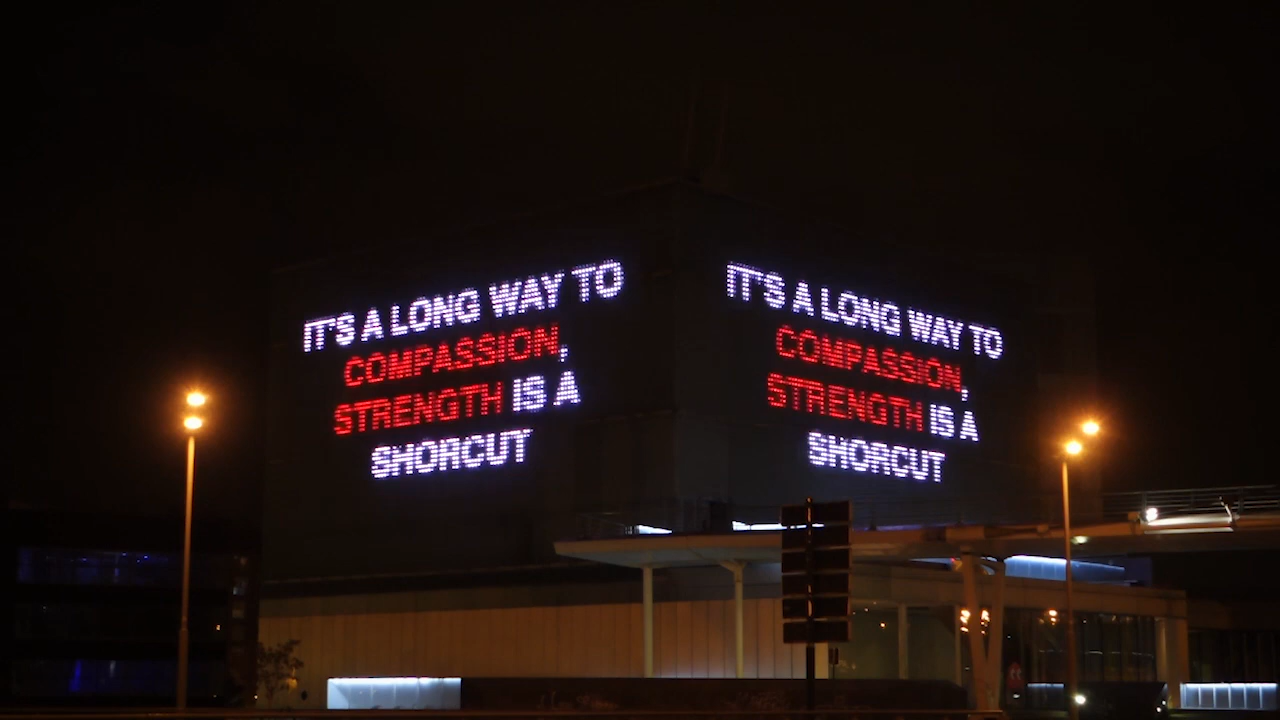 IT'S A LONG WAY TO
COMPASSION,
STRENGTH IS A
SHORCUT
IT'S A LONG WAY TO
COMPASSION,
STRENGTH IS A
SHORCUT